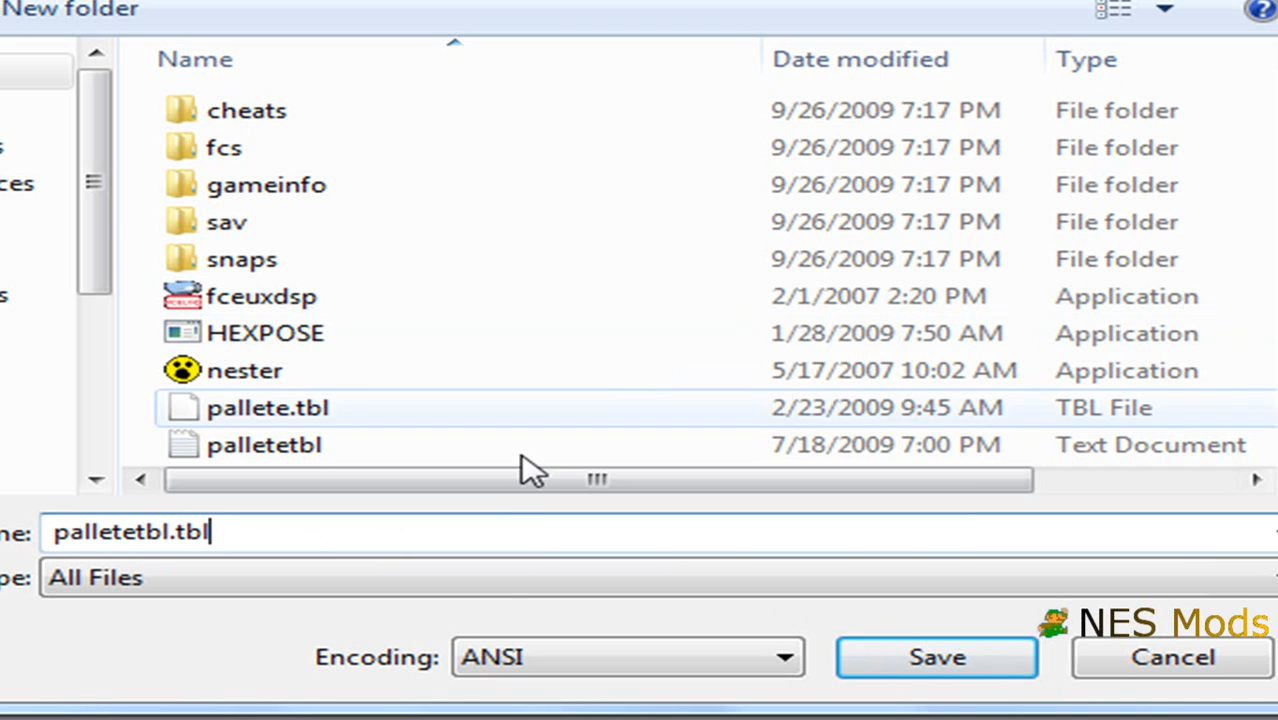 New folder
Name Date modified Type
cheats 9/26/2009 7:17 PM File folder
fcs 9/26/2009 7:17 PM File folder
gameinfo 9/26/2009 7:17 PM File folder
ces
sav 9/26/2009 7:17 PM File folder
snaps 9/26/2009 7:17 PM File folder
s
fceuxdsp 2/1/2007 2:20 PM Application
HEXPOSE 1/28/2009 7:50 AM Application
nester 5/17/2007 10:02 AM Application
pallete.tbl 2/23/2009 9:45 AM TBL File
palletetbl 7/18/2009 7:00 PM Text Document
ne: palletetbl.tbl
pe: All Files
NES Mods
Encoding: ANSI Save Cancel